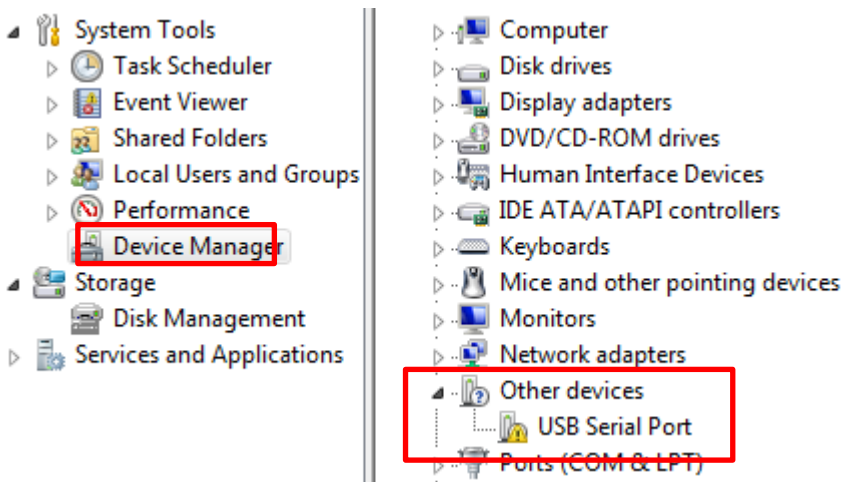 System Tools
Task Scheduler
Event Viewer
Shared Folders
Local Users and Groups
Performance
Device Manager
Storage
Disk Management
Services and Applications
Computer
Disk drives
Display adapters
DVD/CD-ROM drives
Human Interface Devices
IDE ATA/ATAPI controllers
Keyboards
Mice and other pointing devices
Monitors
Network adapters
Other devices
USB Serial Port
Ports (COM & LPT)